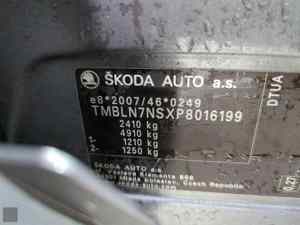 ŠKODA AUTO a.s.
e8*2007/46*0249
TMBLN7NSXP8016199
2410 kg
4910 kg
1 1210 kg
2 1250 kg
ŠKODA AUTO a.s.
Czech Republic
DTUA